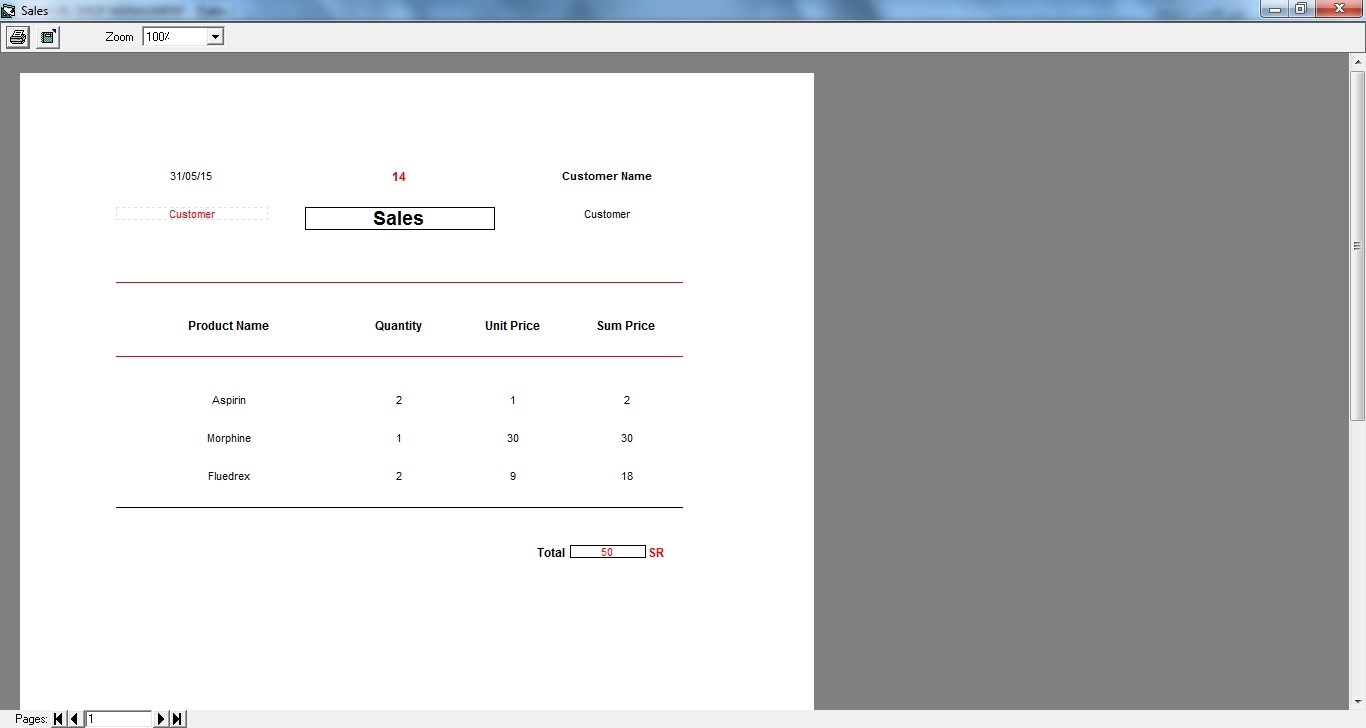 Sales
Zoom 100%
31/05/15 14 Customer Name
Customer Sales Customer
Product Name Quantity Unit Price Sum Price
Aspirin 2 1 2
Morphine 1 30 30
Fluedrex 2 9 18
Total 50 SR
Pages: 1